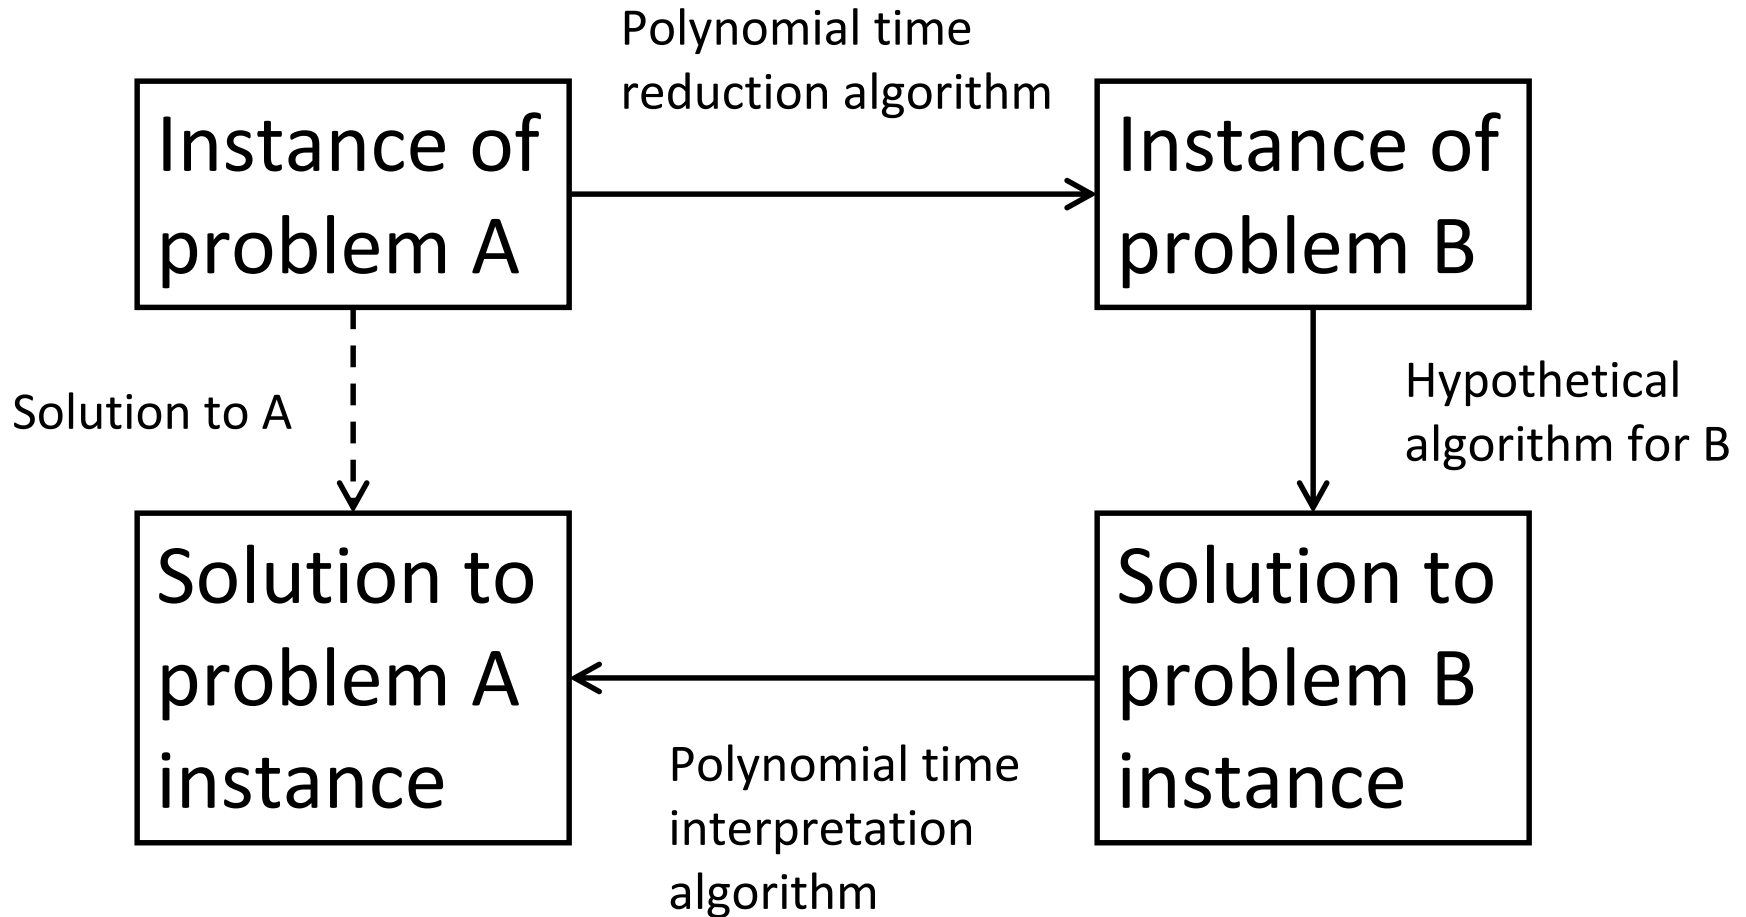 Polynomial time
reduction algorithm
Instance of
problem A
Instance of
problem B
Solution to A
Hypothetical
algorithm for B
Solution to
problem A
instance
Solution to
problem B
instance
Polynomial time
interpretation
algorithm